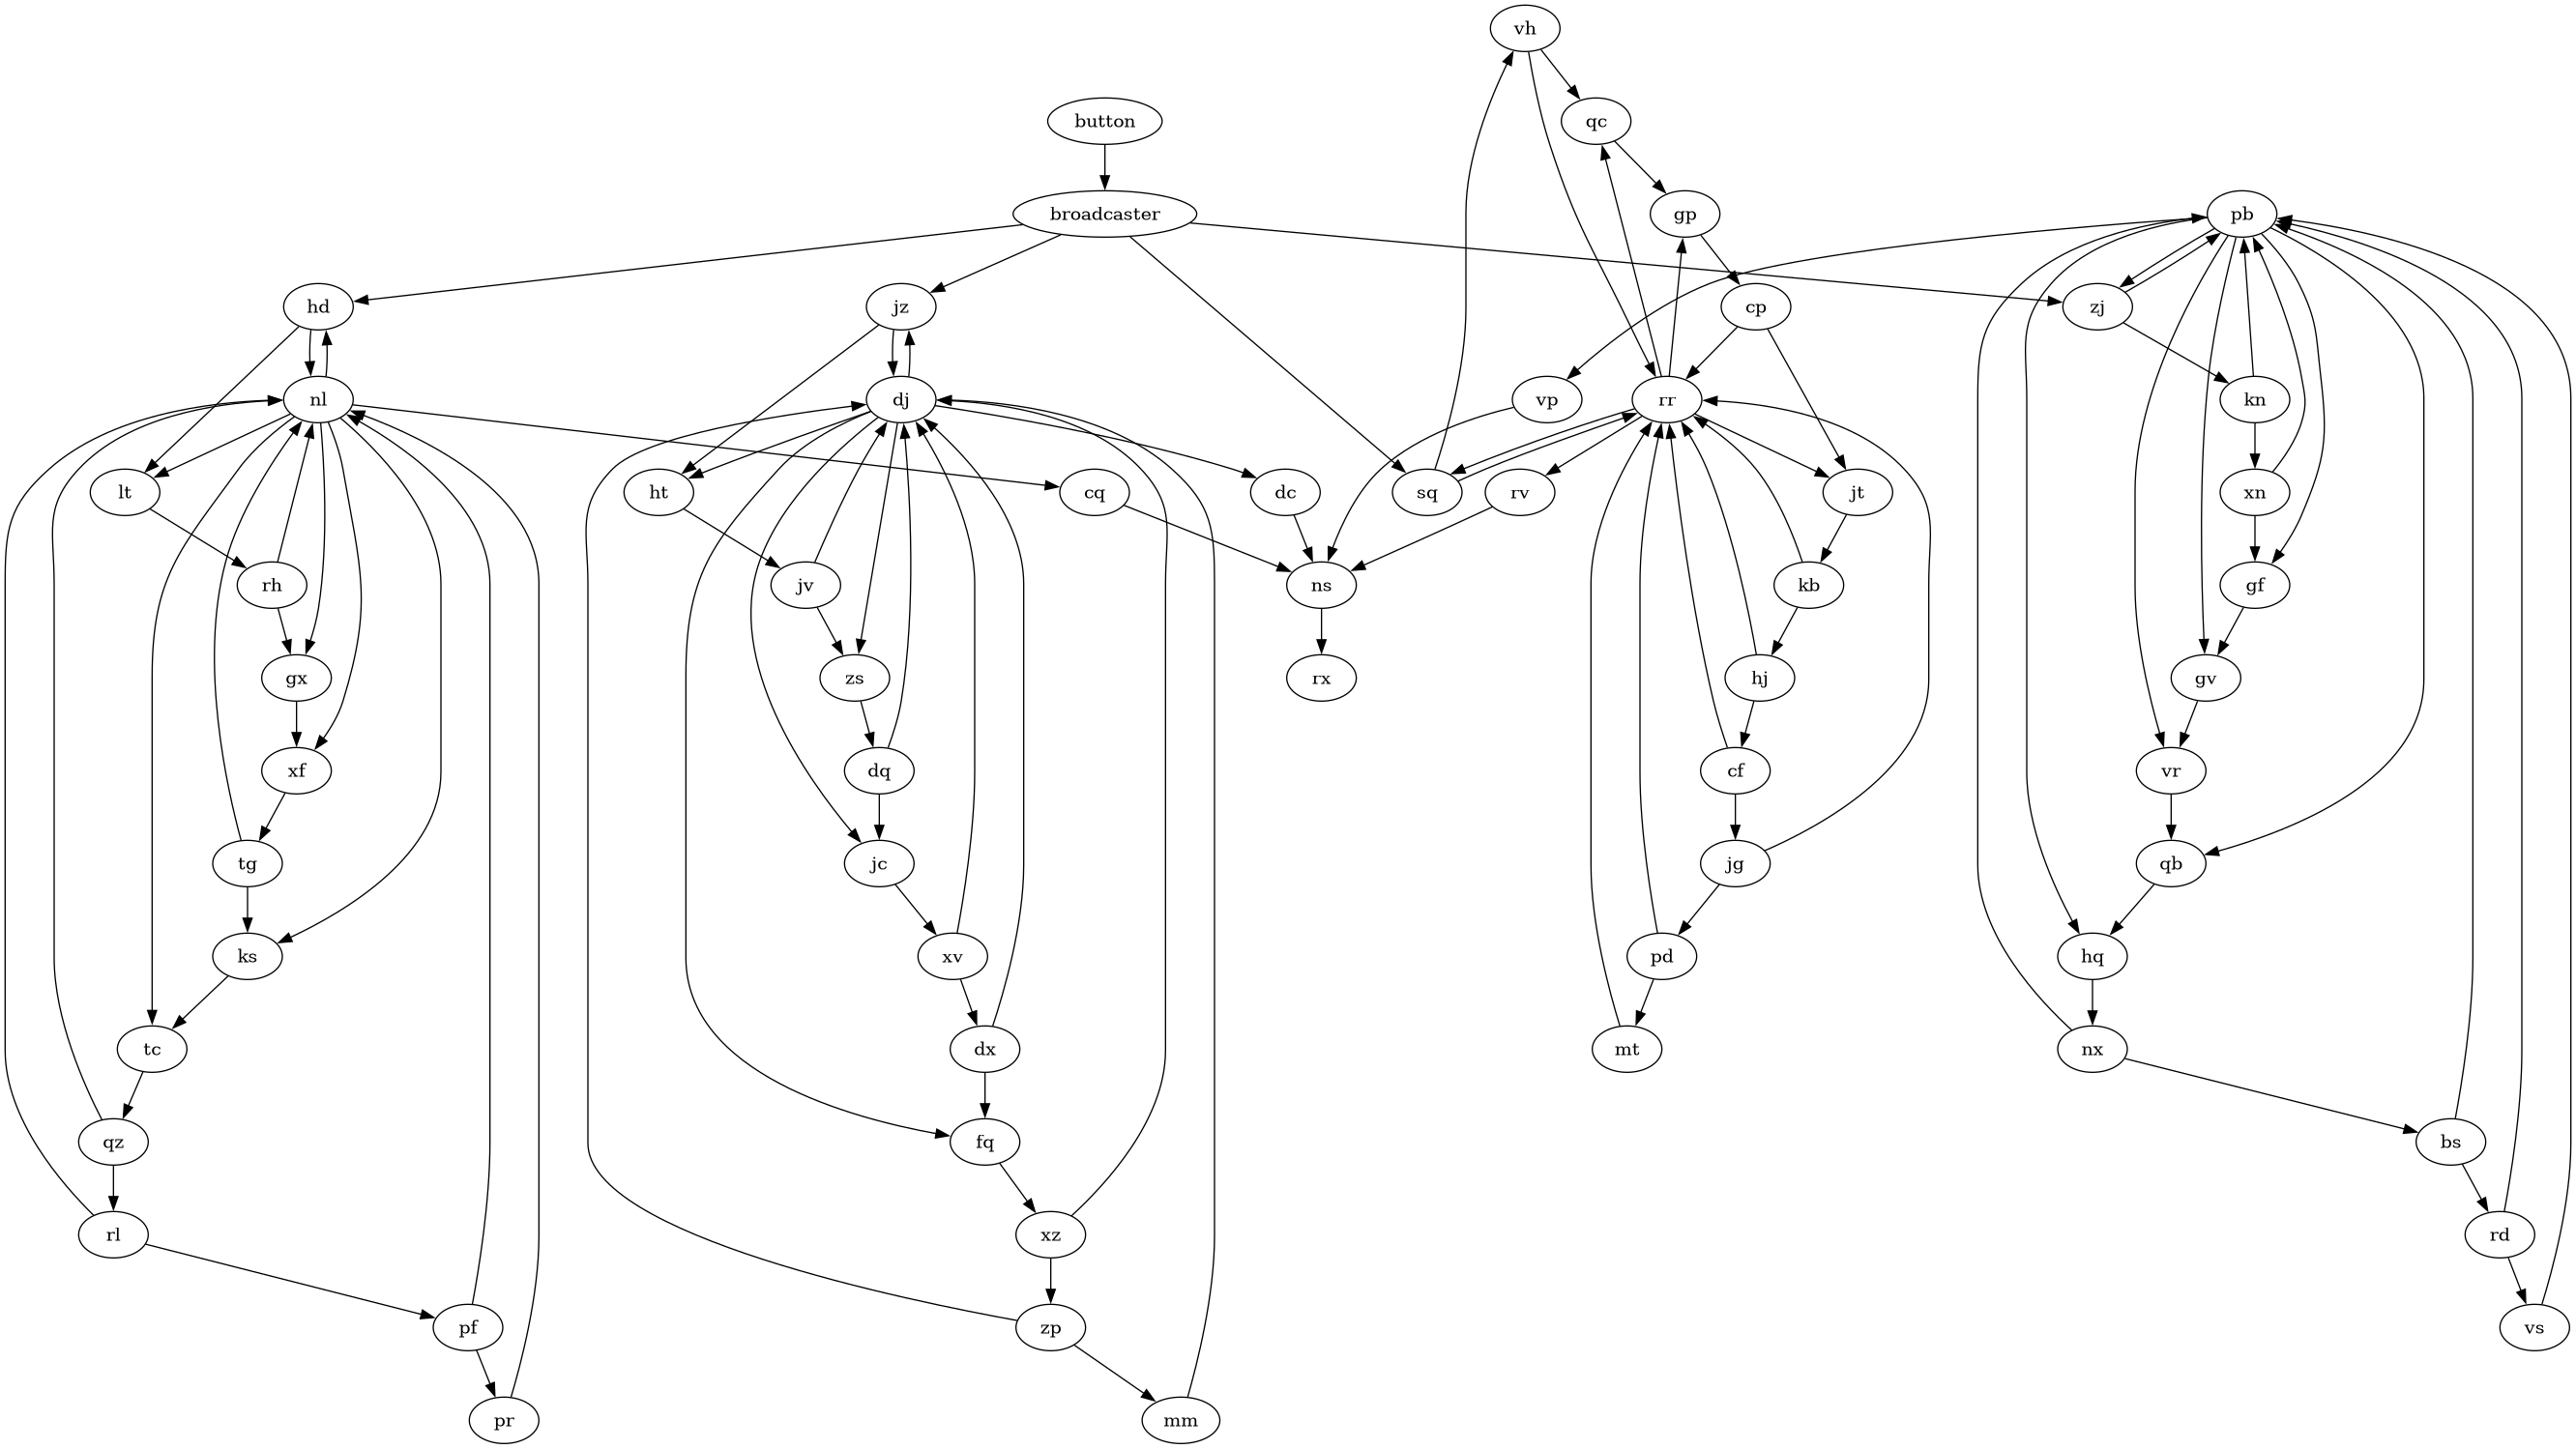 vh
button
qc
broadcaster
gp
pb
hd
jz
cp
zj
nl
dj
vp
rr
kn
lt
ht
cq
dc
sq
rv
jt
xn
rh
jv
ns
kb
gf
gx
zs
rx
hj
gv
xf
dq
cf
vr
tg
jc
jg
qb
ks
xv
pd
hq
tc
dx
mt
nx
qz
fq
bs
rl
xz
rd
pf
zp
vs
pr
mm